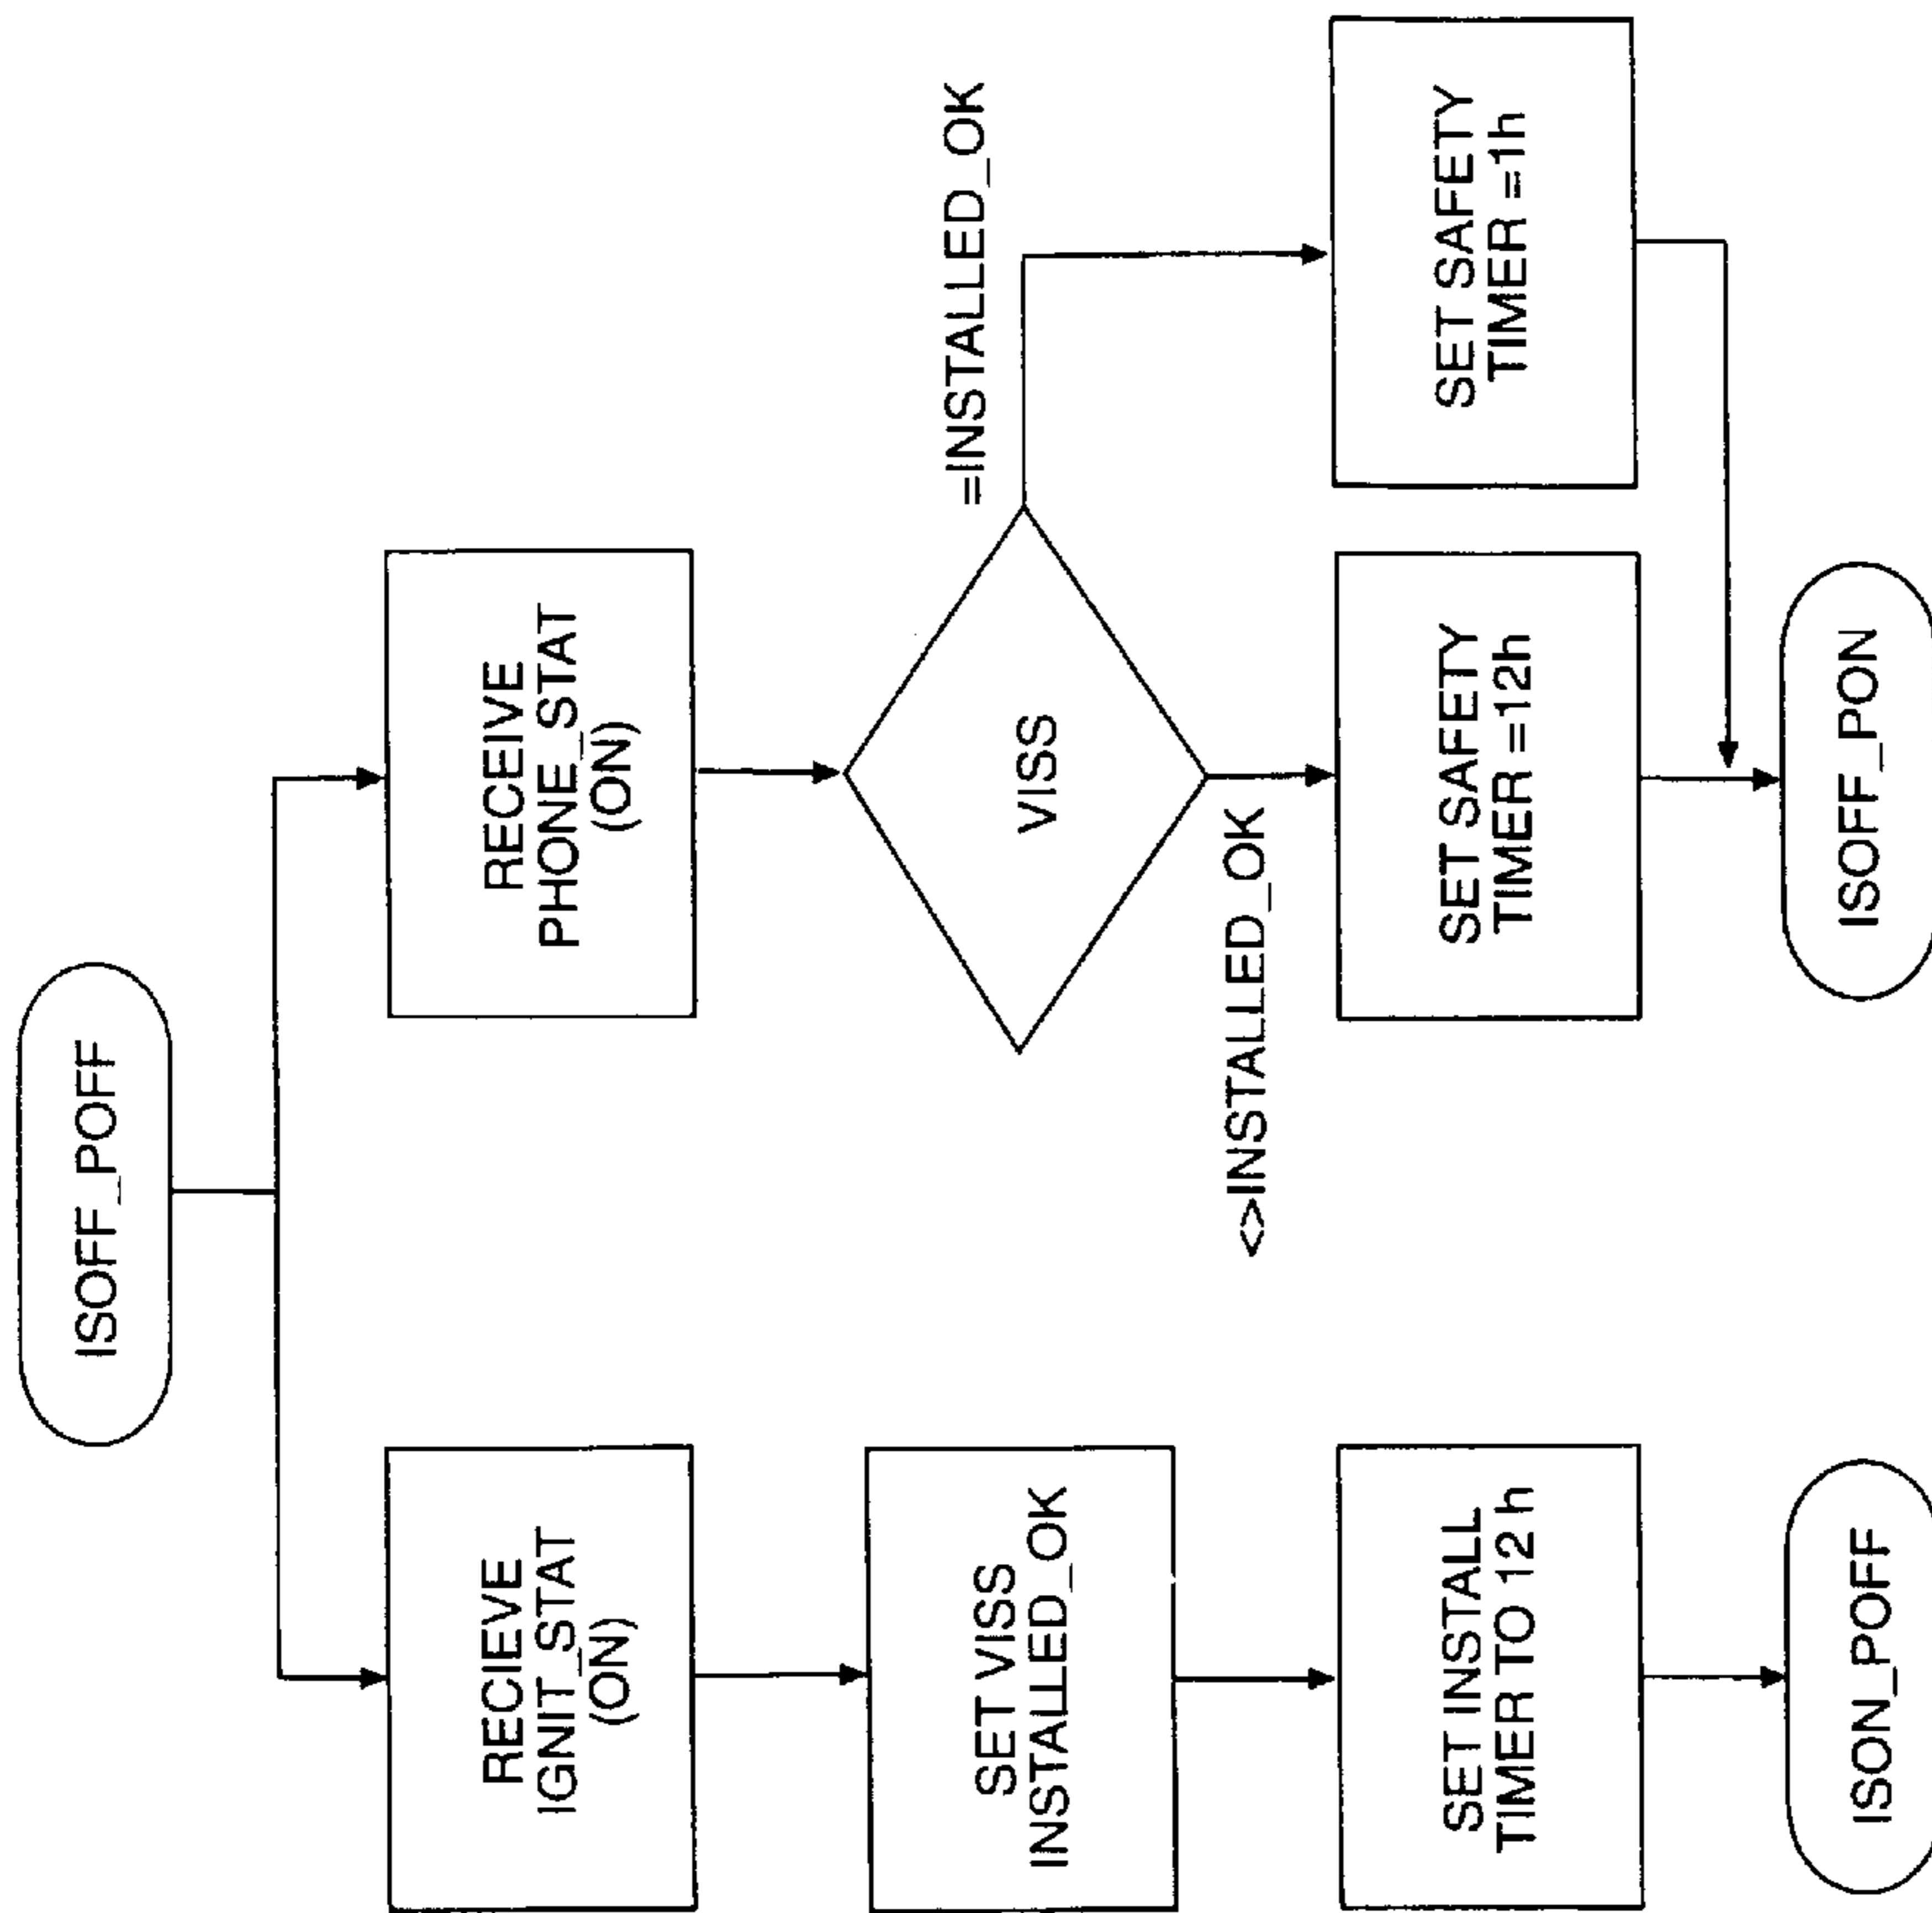 ISOFF_POFF
RECIEVE
IGNIT_STAT
(ON)
SET VISS
INSTALLED_OK
SET INSTALL
TIMER TO 12 h
ISON_POFF
RECEIVE
PHONE_STAT
(ON)
VISS
=INSTALLED_OK
<>INSTALLED_OK
SET SAFETY
TIMER =12h
SET SAFETY
TIMER =1h
ISOFF_PON